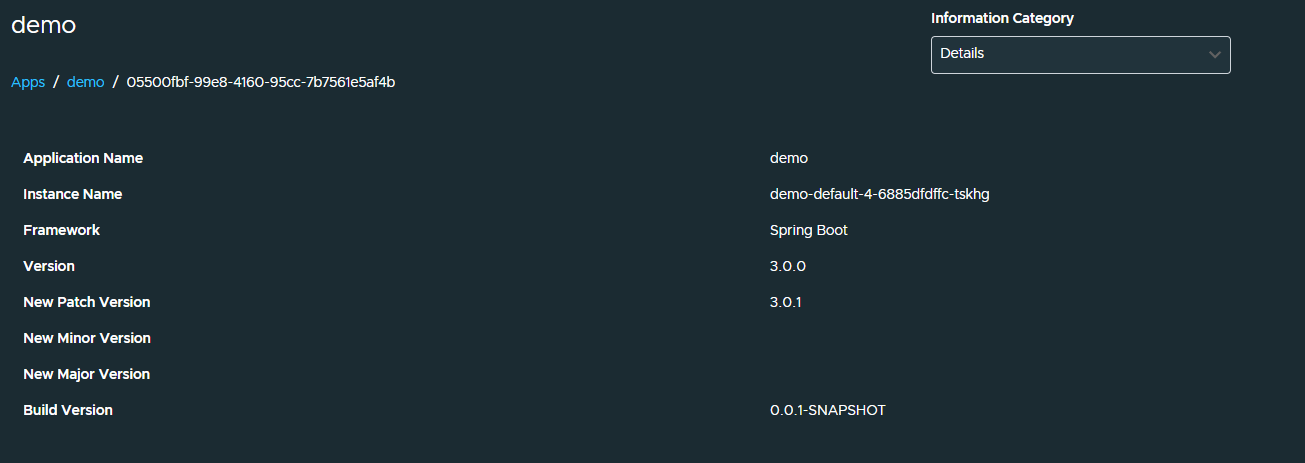 demo
Information Category
Details
Apps / demo / 05500fbf-99e8-4160-95cc-7b7561e5af4b
Application Name demo
Instance Name demo-default-4-6885dfdffc-tskhg
Framework Spring Boot
Version 3.0.0
New Patch Version 3.0.1
New Minor Version
New Major Version
Build Version 0.0.1-SNAPSHOT